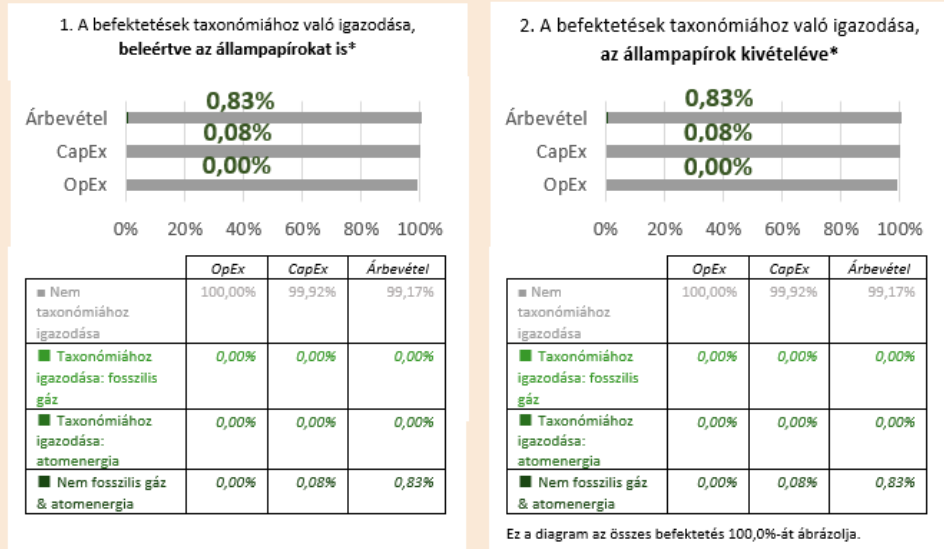 1. A befektetések taxonómiához való igazodása,
beleértve az állampapírokat is*
0,83%
Árbevétel
0,08%
CapEx
0,00%
OpEx
0% 20% 40% 60% 80% 100%
OpEx CapEx Árbevétel
Nem 100,00% 99,92% 99,17%
taxonómiához
igazodása
Taxonómiához 0,00% 0,00% 0,00%
igazodása: fosszilis
gáz
Taxonómiához 0,00% 0,00% 0,00%
igazodása:
atomenergia
Nem fosszilis gáz 0,00% 0,08% 0,83%
& atomenergia
2. A befektetések taxonómiához való igazodása,
az állampapírok kivételéve*
0,83%
Árbevétel
0,08%
CapEx
0,00%
OpEx
0% 20% 40% 60% 80% 100%
OpEx CapEx Árbevétel
Nem 100,00% 99,92% 99,17%
taxonómiához
igazodása
Taxonómiához 0,00% 0,00% 0,00%
igazodása: fosszilis
gáz
Taxonómiához 0,00% 0,00% 0,00%
igazodása:
atomenergia
Nem fosszilis gáz 0,00% 0,08% 0,83%
& atomenergia
Ez a diagram az összes befektetés 100,0%-át ábrázolja.